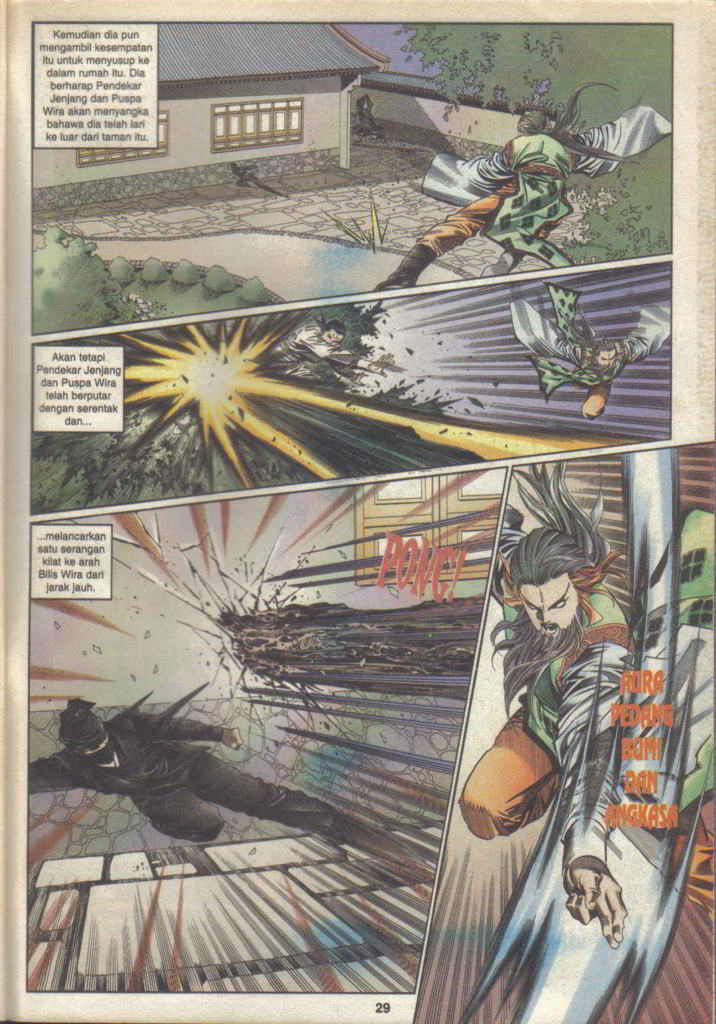 Kemudian dia pun
mengambil kesempatan
itu untuk menyusup ke
dalam rumah itu. Dia
berharap Pendekar
Jenjang dan Puspa
Wira akan menyangka
bahawa dia telah lari
ke luar dari taman itu.
Akan tetapi
Pendekar Jenjang
dan Puspa Wira
telah berputar
dengan serentak
dan...
...melancarkan
satu serangan
kilat ke arah
Bilis Wira dari
jarak jauh.
PONG!
AURA
PEDANG
BUMI
DAN
ANGKASA
29